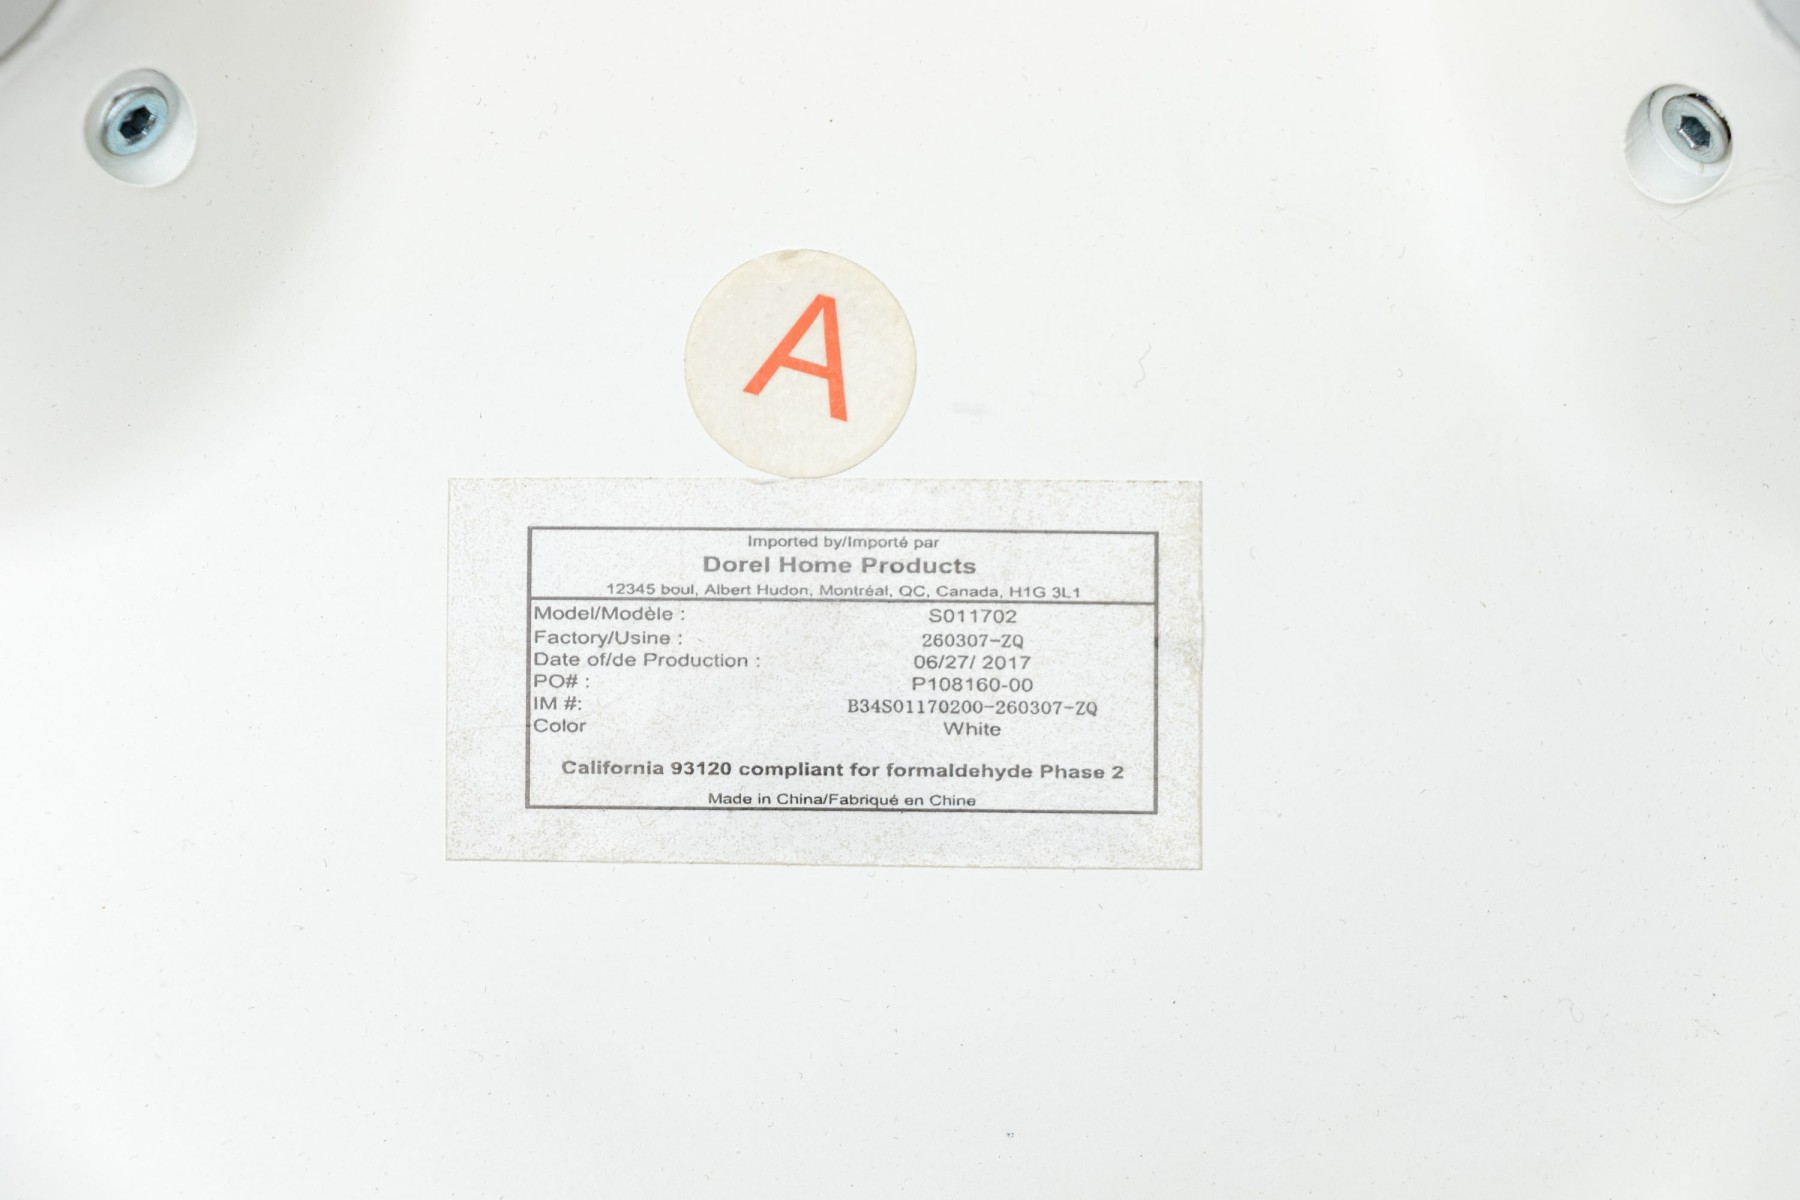 A
Imported by/Importé par
Dorel Home Products
12345 boul, Albert Hudon, Montréal, QC, Canada, H1G 3L1
Model/Modèle : S011702
Factory/Usine : 260307-ZQ
Date of/de Production : 06/27/ 2017
PO# : P108160-00
IM #: B34S01170200-260307-ZQ
Color White
California 93120 compliant for formaldehyde Phase 2
Made in China/Fabriqué en Chine